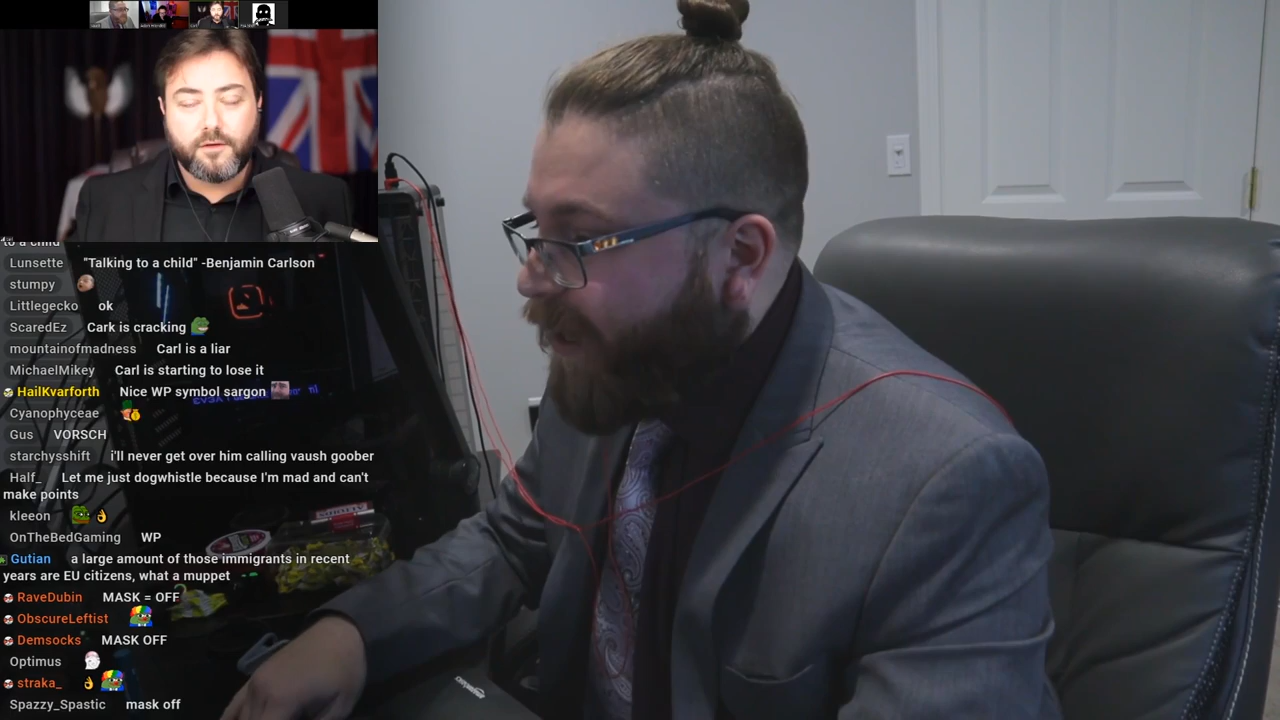 to a child
Lunsette "Talking to a child" -Benjamin Carlson
stumpy
Littlegecko ok
ScaredEz Cark is cracking
mountainofmadness Carl is a liar
MichaelMikey Carl is starting to lose it
HailKvarforth Nice WP symbol sargon
Cyanophyceae
Gus VORSCH
starchysshift i'll never get over him calling vaush goober
Half_ Let me just dogwhistle because I'm mad and can't
make points
kleeon
OnTheBedGaming WP
Gutian a large amount of those immigrants in recent
years are EU citizens, what a muppet
RaveDubin MASK = OFF
ObscureLeftist
Demsocks MASK OFF
Optimus
straka_
Spazzy_Spastic mask off